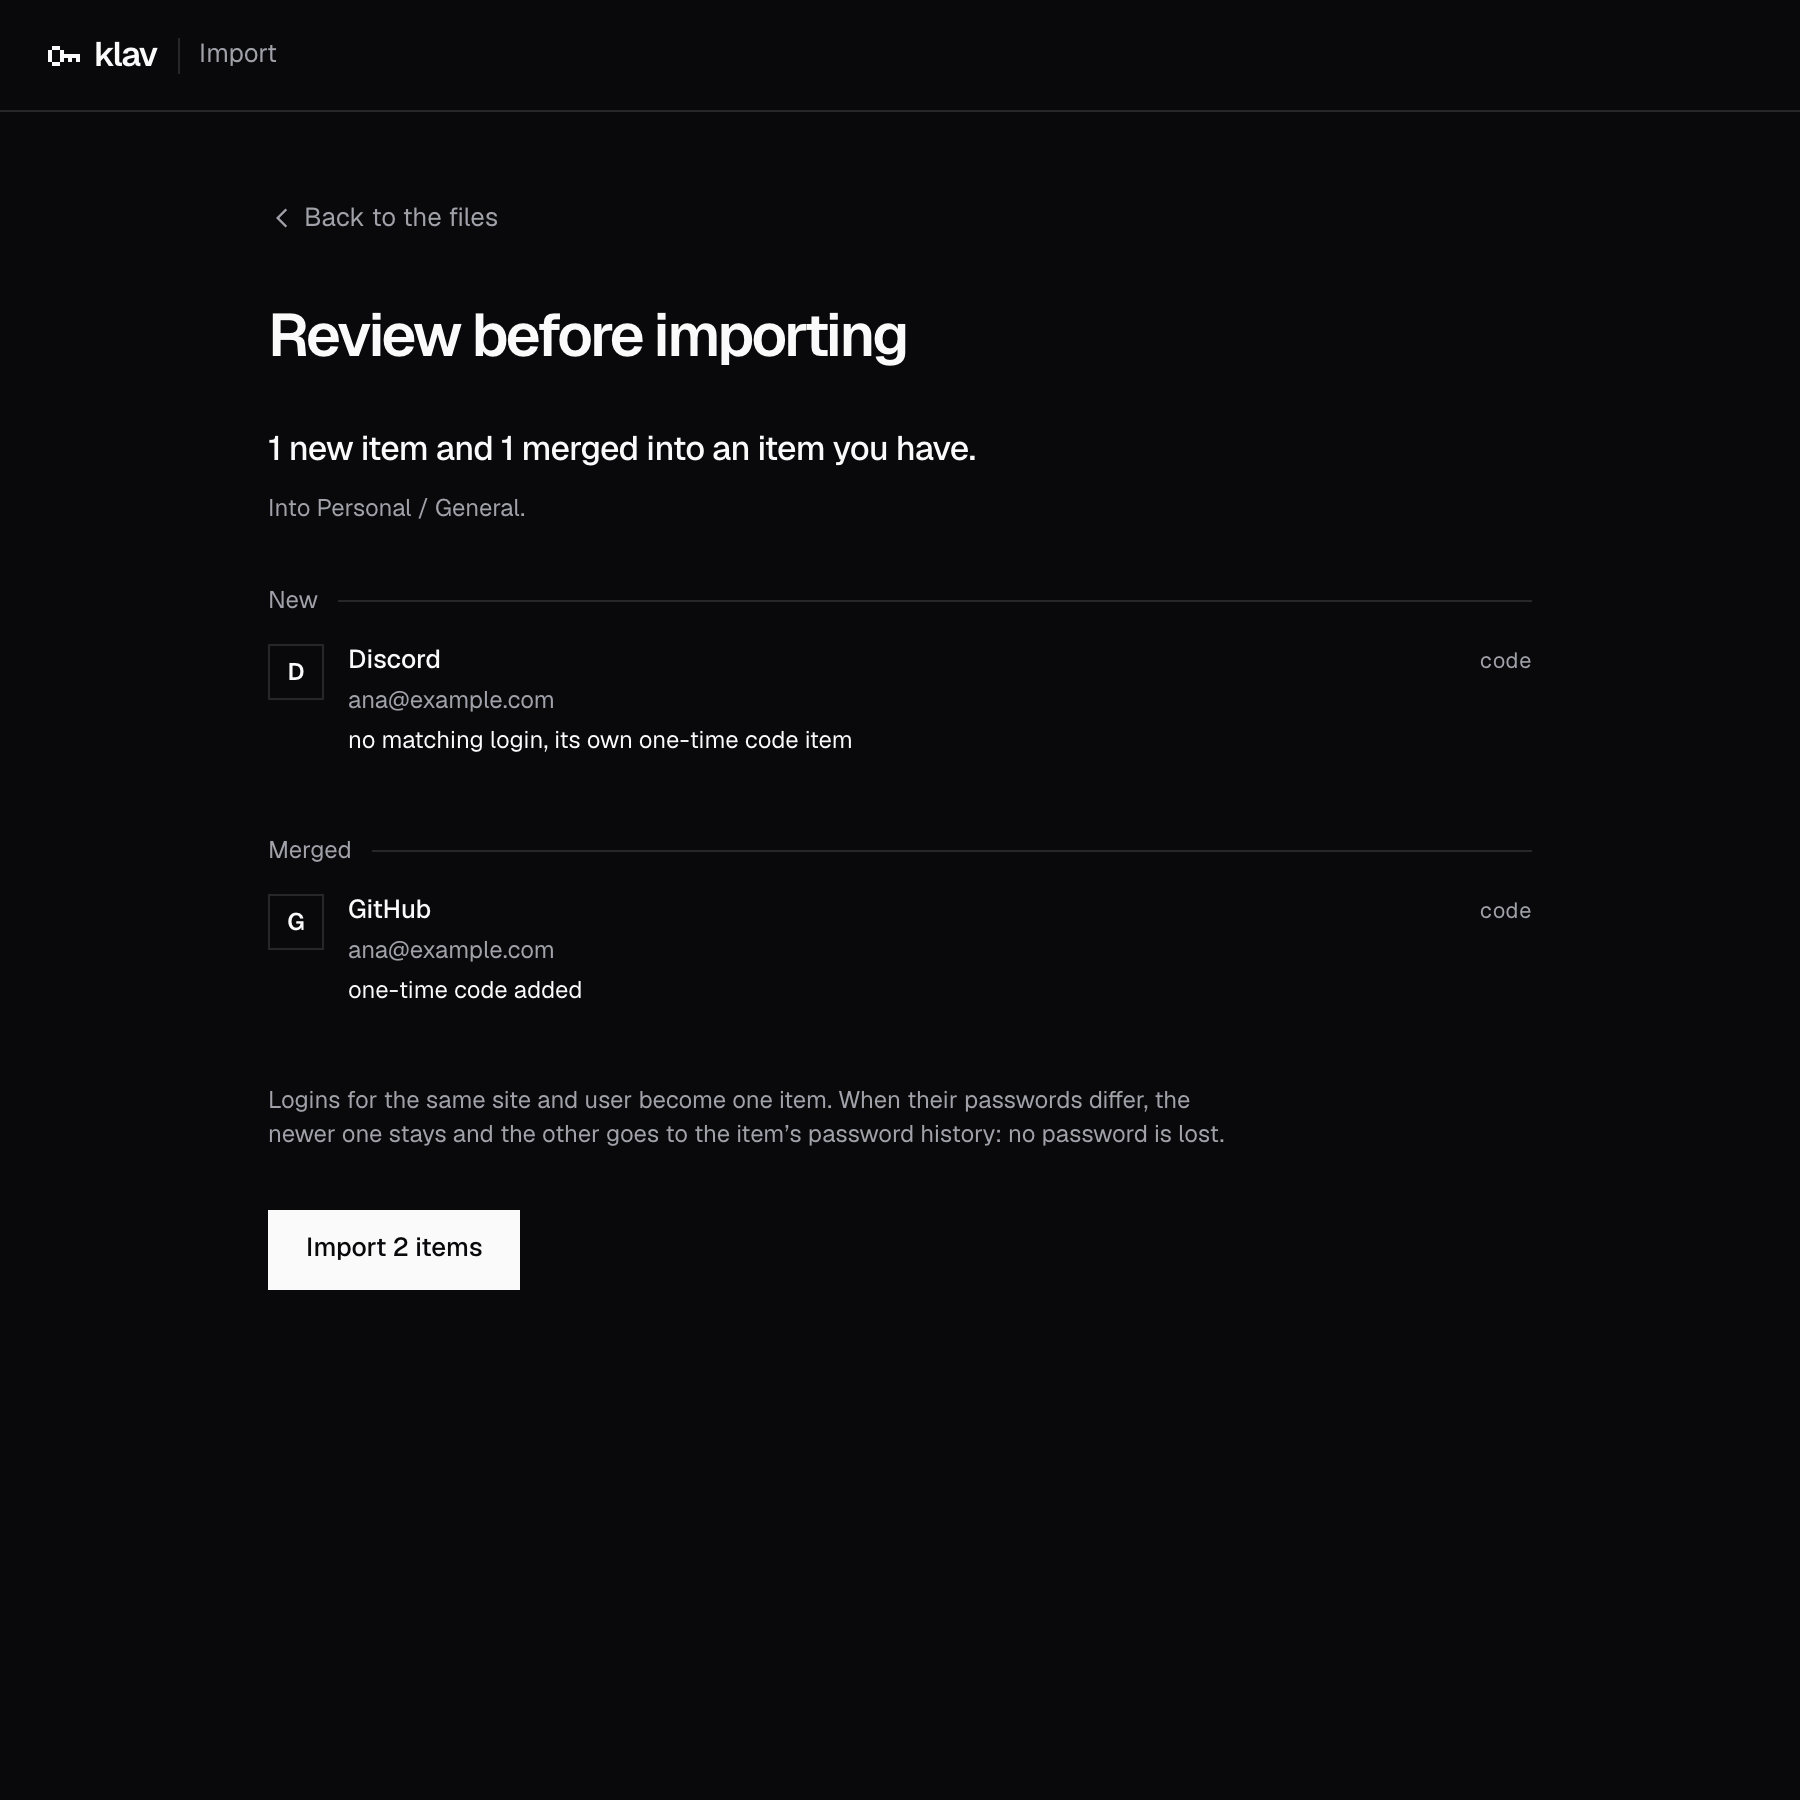 klav Import
Back to the files
Review before importing
1 new item and 1 merged into an item you have.
Into Personal / General.
New
D Discord code
ana@example.com
no matching login, its own one-time code item
Merged
G GitHub code
ana@example.com
one-time code added
Logins for the same site and user become one item. When their passwords differ, the
newer one stays and the other goes to the item’s password history: no password is lost.
Import 2 items